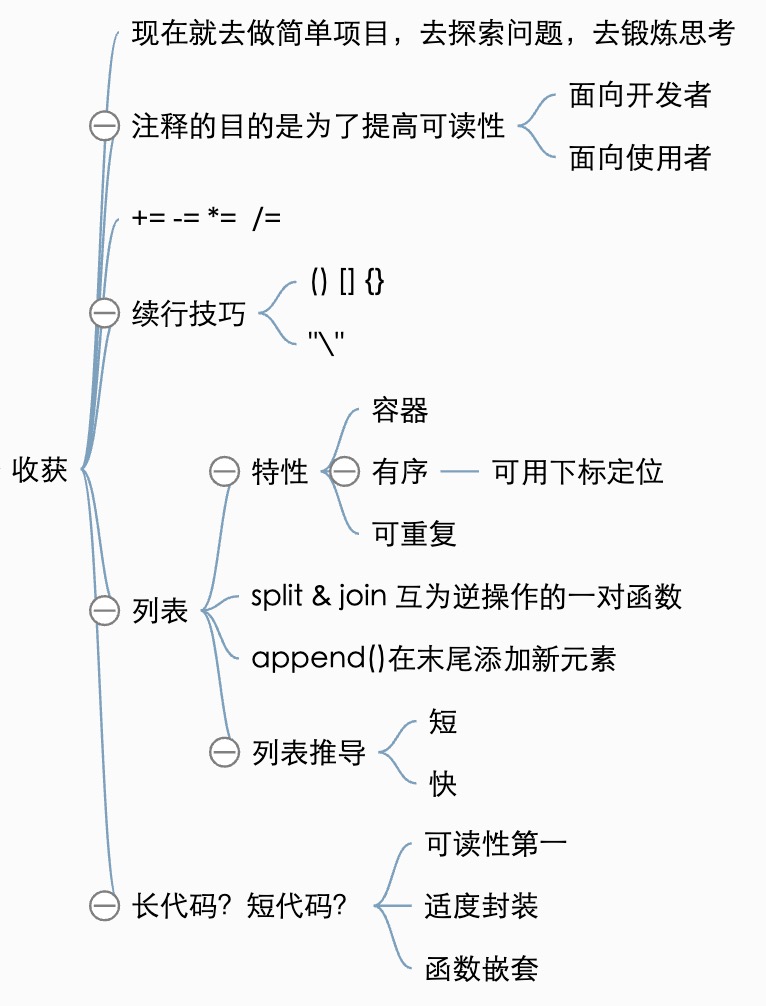 现在就去做简单项目，去探索问题，去锻炼思考
注释的目的是为了提高可读性
面向开发者
面向使用者
+= -= *= /=
续行技巧
() [] {}
"\"
收获
列表
特性
容器
有序
可用下标定位
可重复
split & join 互为逆操作的一对函数
append()在末尾添加新元素
列表推导
短
快
长代码？短代码？
可读性第一
适度封装
函数嵌套